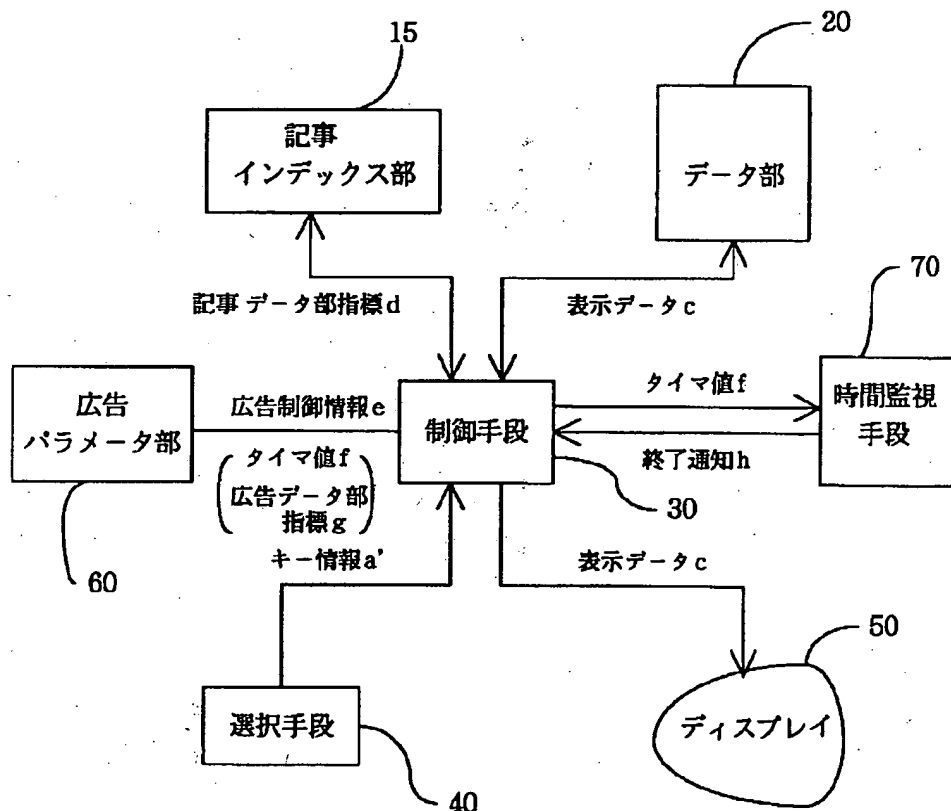 15
20
記事
インデックス部
データ部
70
記事 データ部指標d
表示データc
広告
パラメータ部
広告制御情報e
制御手段
タイマ値f
時間監視
手段
終了通知h
タイマ値f
広告データ部
指標g
30
キー情報a'
表示データc
60
50
選択手段
ディスプレイ
40